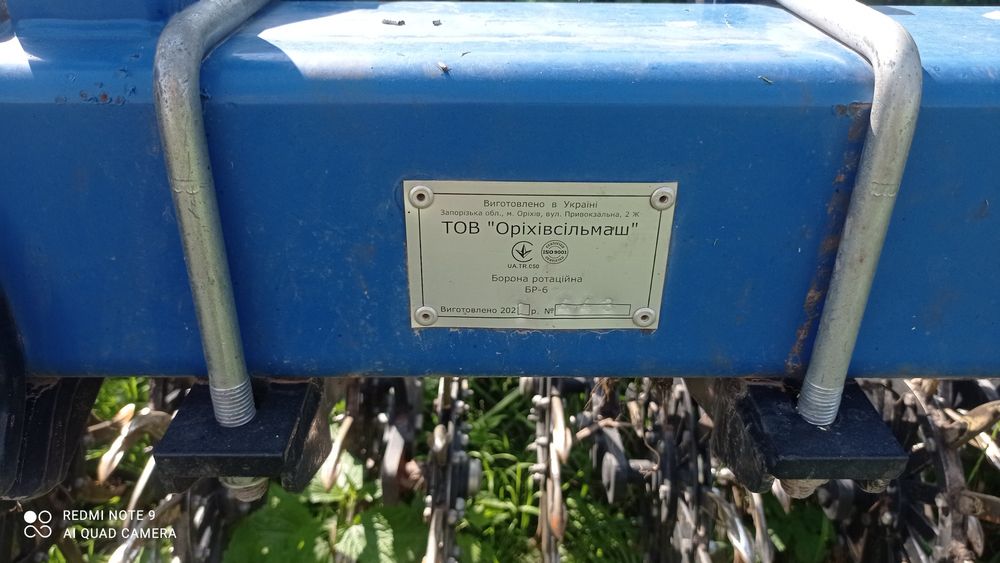 Виготовлено в Україні
Запорізька обл., м. Оріхів, вул. Привокзальна, 2 Ж
ТОВ "Оріхівсільмаш"
ISO 9001
UA.TR.C50
Борона ротаційна
БР-6
Виготовлено 202 р. №
REDMI NOTE 9
AI QUAD CAMERA